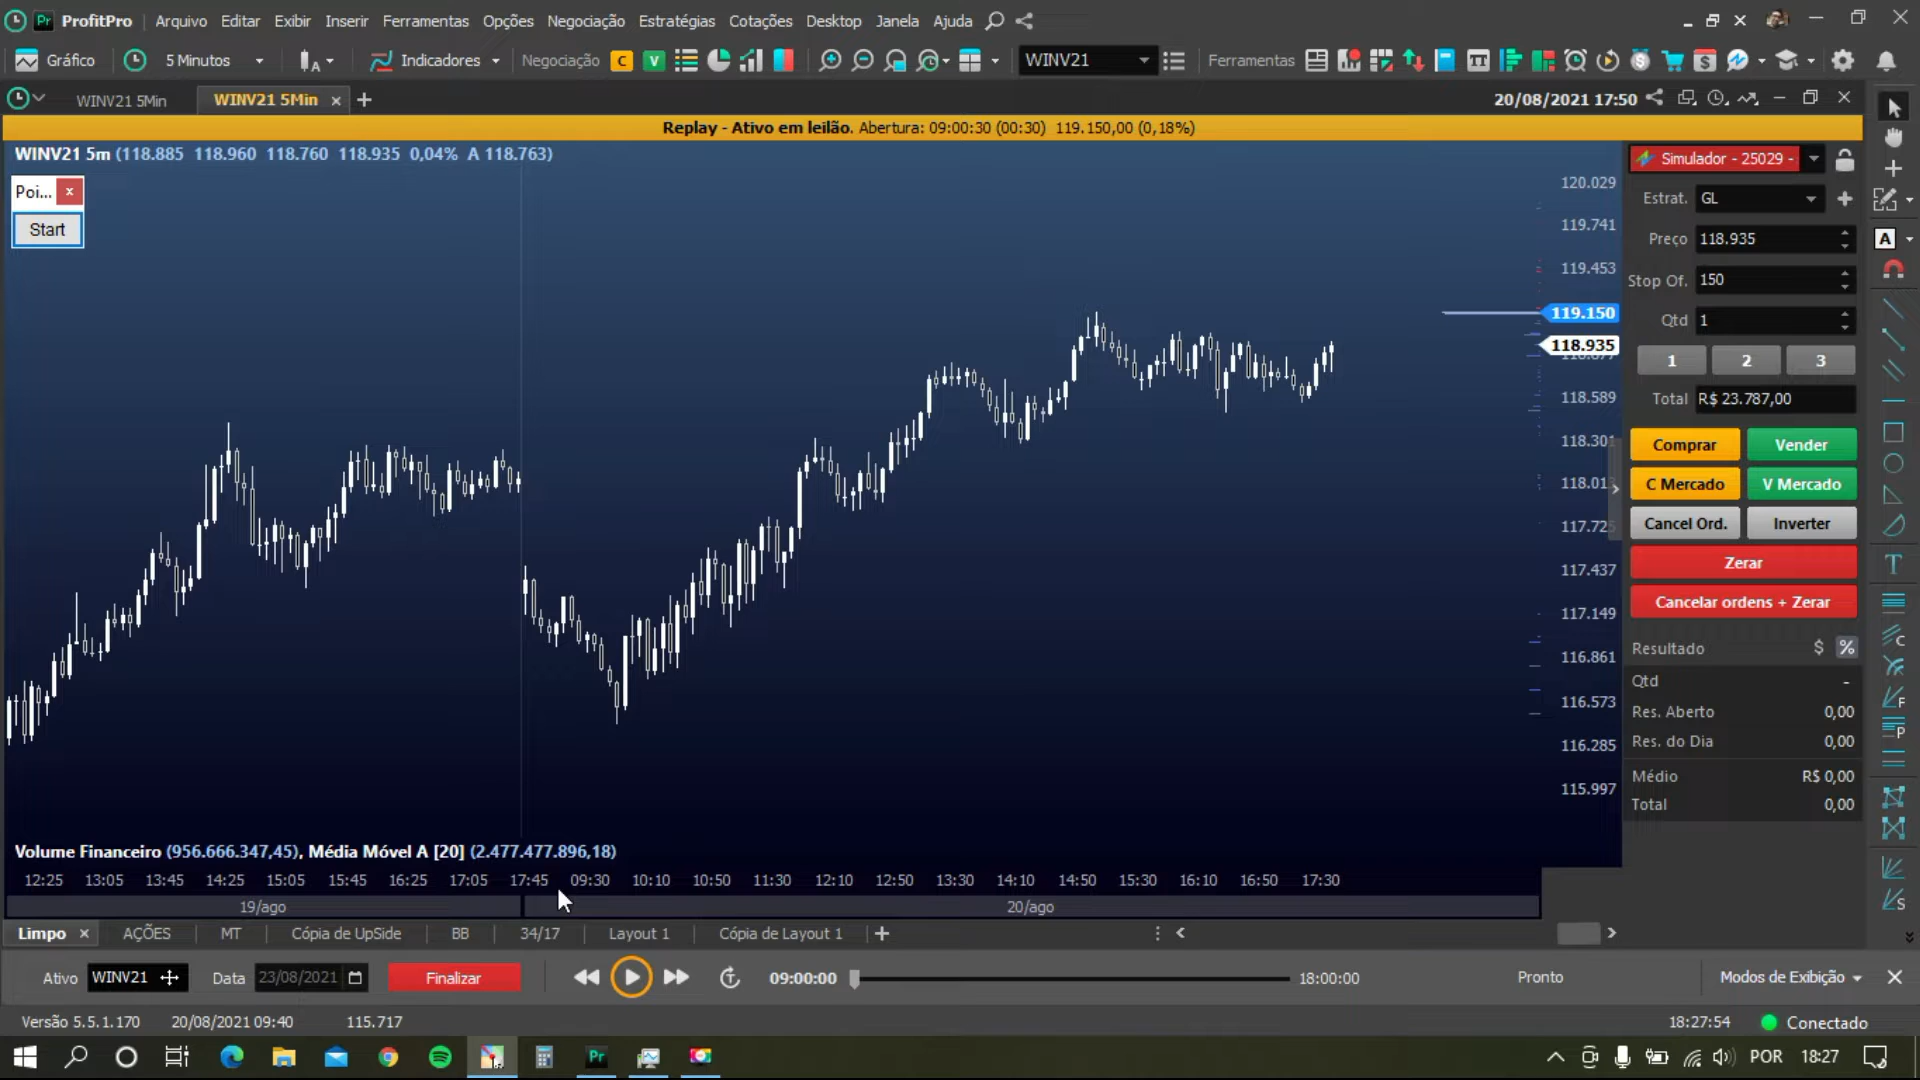 ProfitPro Arquivo Editar Exibir Inserir Ferramentas Opções Negociação Estratégias Cotações Desktop Janela Ajuda
Gráfico 5 Minutos Indicadores Negociação C V WINV21 Ferramentas
WINV21 5Min WINV21 5Min 20/08/2021 17:50
Replay - Ativo em leilão. Abertura: 09:00:30 (00:30) 119.150,00 (0,18%)
WINV21 5m (118.885 118.960 118.760 118.935 0,04% A 118.763)
Poi...
Start
120.029
119.741
119.453
119.150
118.935
118.589
118.301
117.437
117.149
116.861
116.573
116.285
115.997
Simulador - 25029 -
Estrat. GL
Preço 118.935
Stop Of. 150
Qtd 1
1 2 3
Total R$ 23.787,00
Comprar Vender
C Mercado V Mercado
Cancel Ord. Inverter
Zerar
Cancelar ordens + Zerar
Resultado $ %
Qtd -
Res. Aberto 0,00
Res. do Dia 0,00
Médio R$ 0,00
Total 0,00
Volume Financeiro (956.666.347,45), Média Móvel A [20] (2.477.477.896,18)
12:25 13:05 13:45 14:25 15:05 15:45 16:25 17:05 17:45 09:30 10:10 10:50 11:30 12:10 12:50 13:30 14:10 14:50 15:30 16:10 16:50 17:30
19/ago 20/ago
Limpo AÇÕES MT Cópia de UpSide BB 34/17 Layout 1 Cópia de Layout 1
Ativo WINV21 Data 23/08/2021 Finalizar 09:00:00 18:00:00 Pronto Modos de Exibição
Versão 5.5.1.170 20/08/2021 09:40 115.717 18:27:54 Conectado
POR 18:27